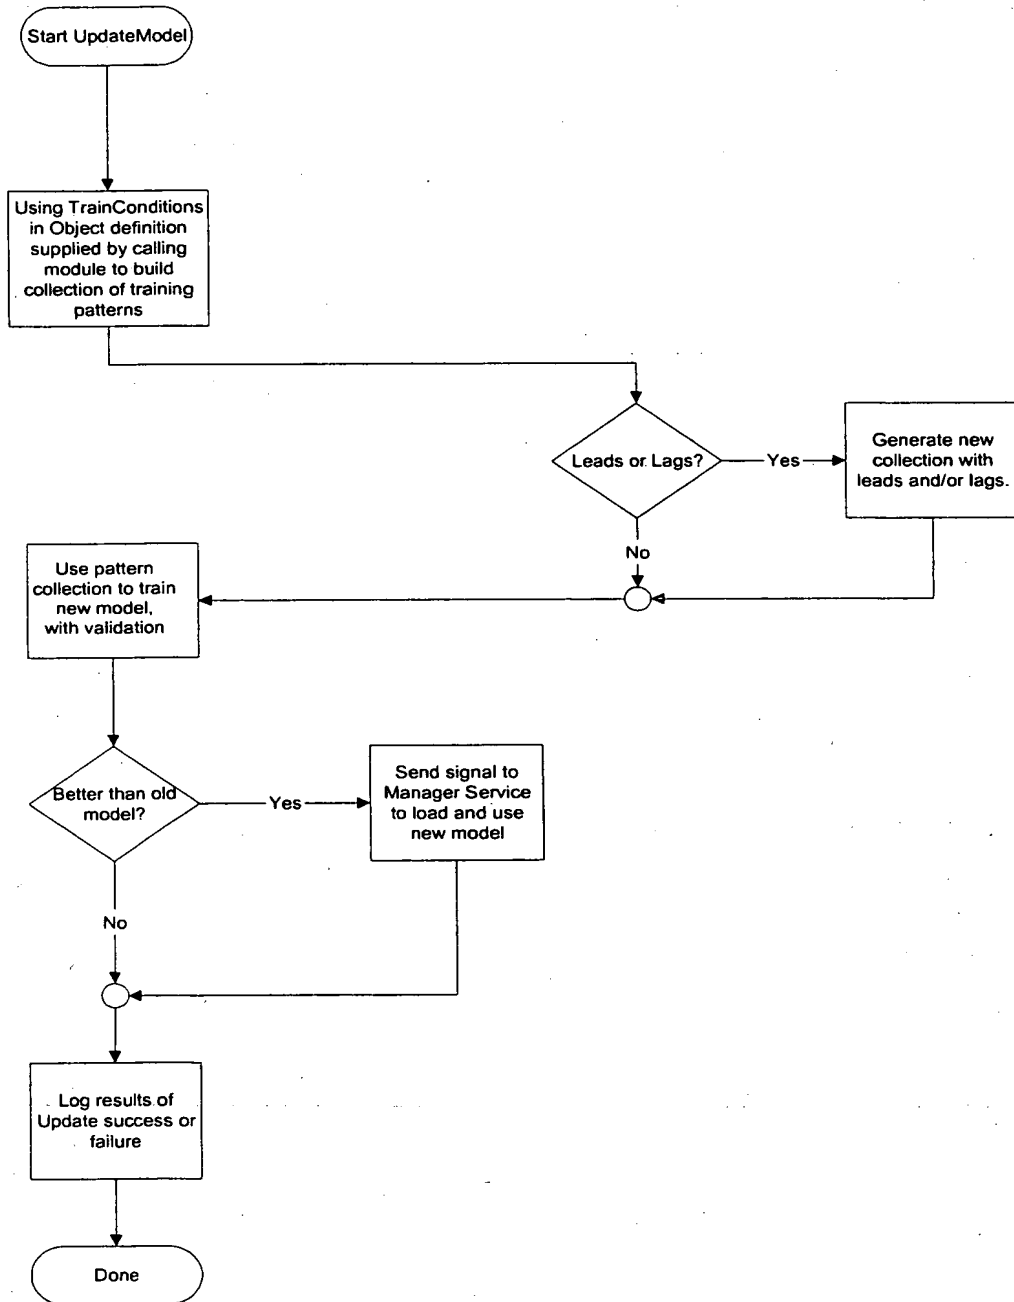 Start UpdateModel
Using TrainConditions
in Object definition
supplied by calling
module to build
collection of training
patterns
Leads or Lags?
Yes
Generate new
collection with
leads and/or lags.
No
Use pattern
collection to train
new model,
with validation
Better than old
model?
Yes
Send signal to
Manager Service
to load and use
new model
No
Log results of
Update success or
failure
Done